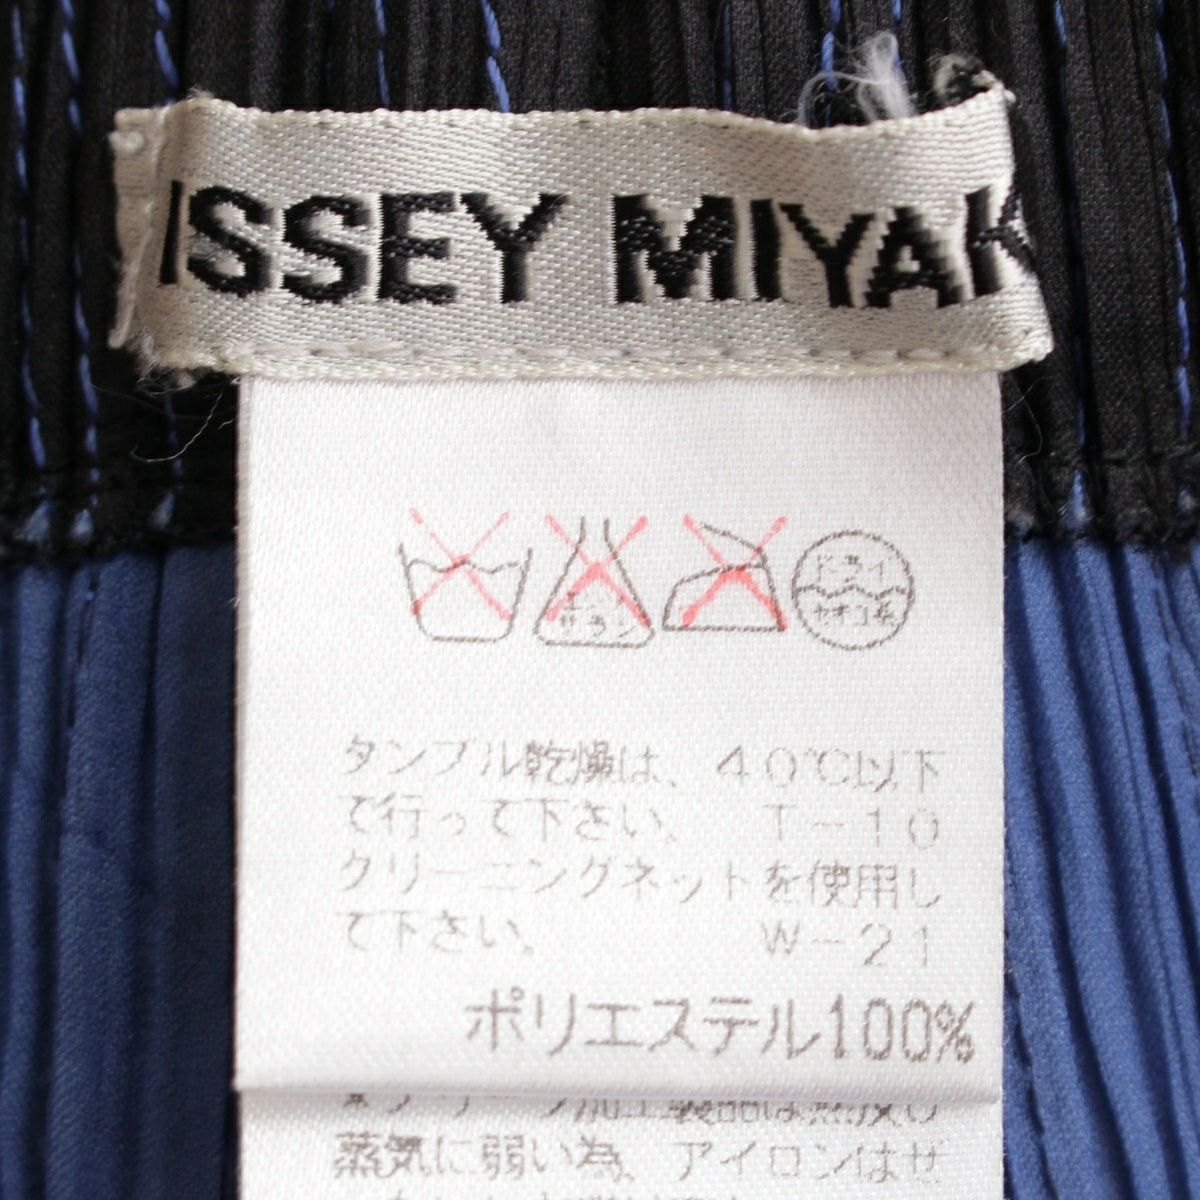 ISSEY MIYAK
ドライ
サラシ
セキユ系
タンブル乾燥は、40℃以下
で行って下さい。 T-10
クリーニングネットを使用し
て下さい。 W-21
ポリエステル100%
蒸気に弱い為、アイロンはせ